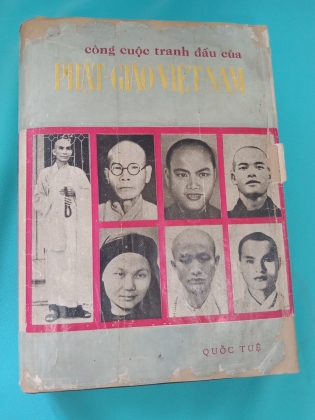 công cuộc tranh đấu của
PHẬT-GIÁO VIỆT-NAM
QUỐC TUỆ